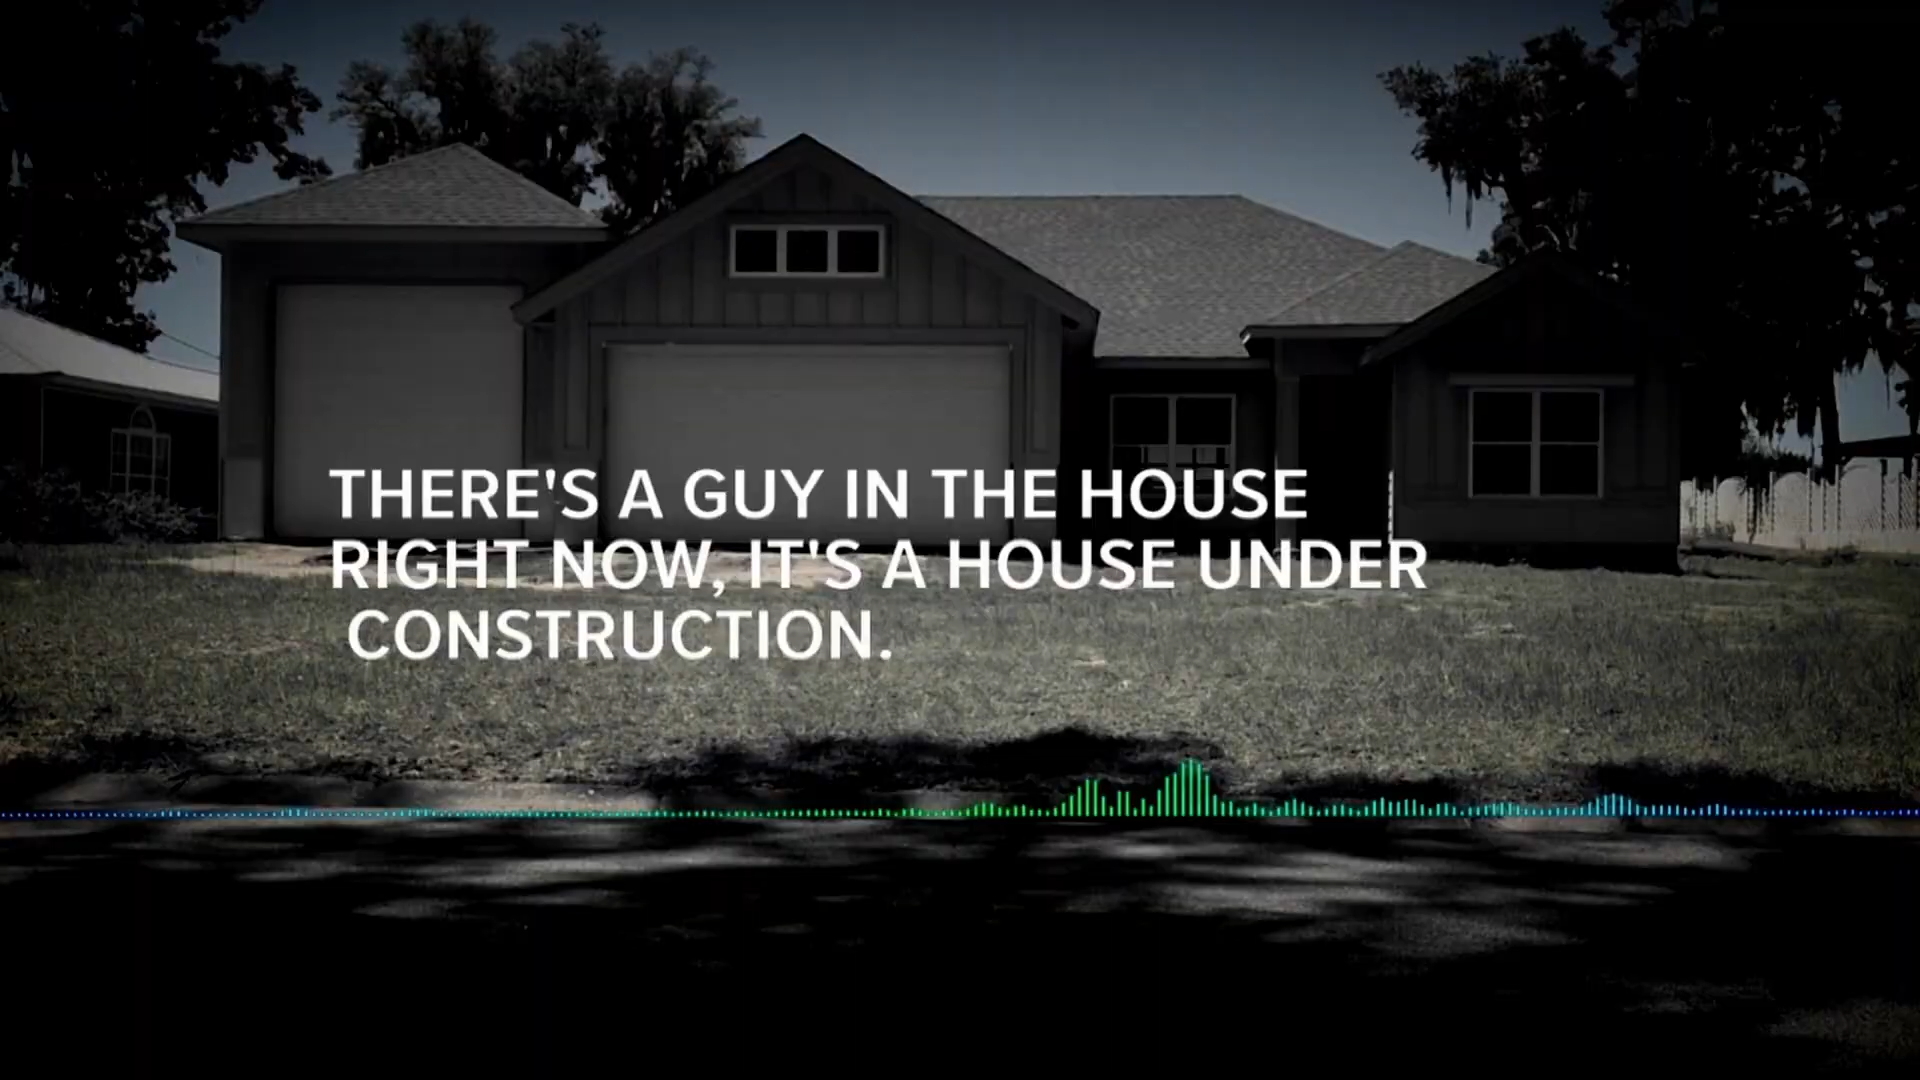 THERE'S A GUY IN THE HOUSE
RIGHT NOW, IT'S A HOUSE UNDER
CONSTRUCTION.